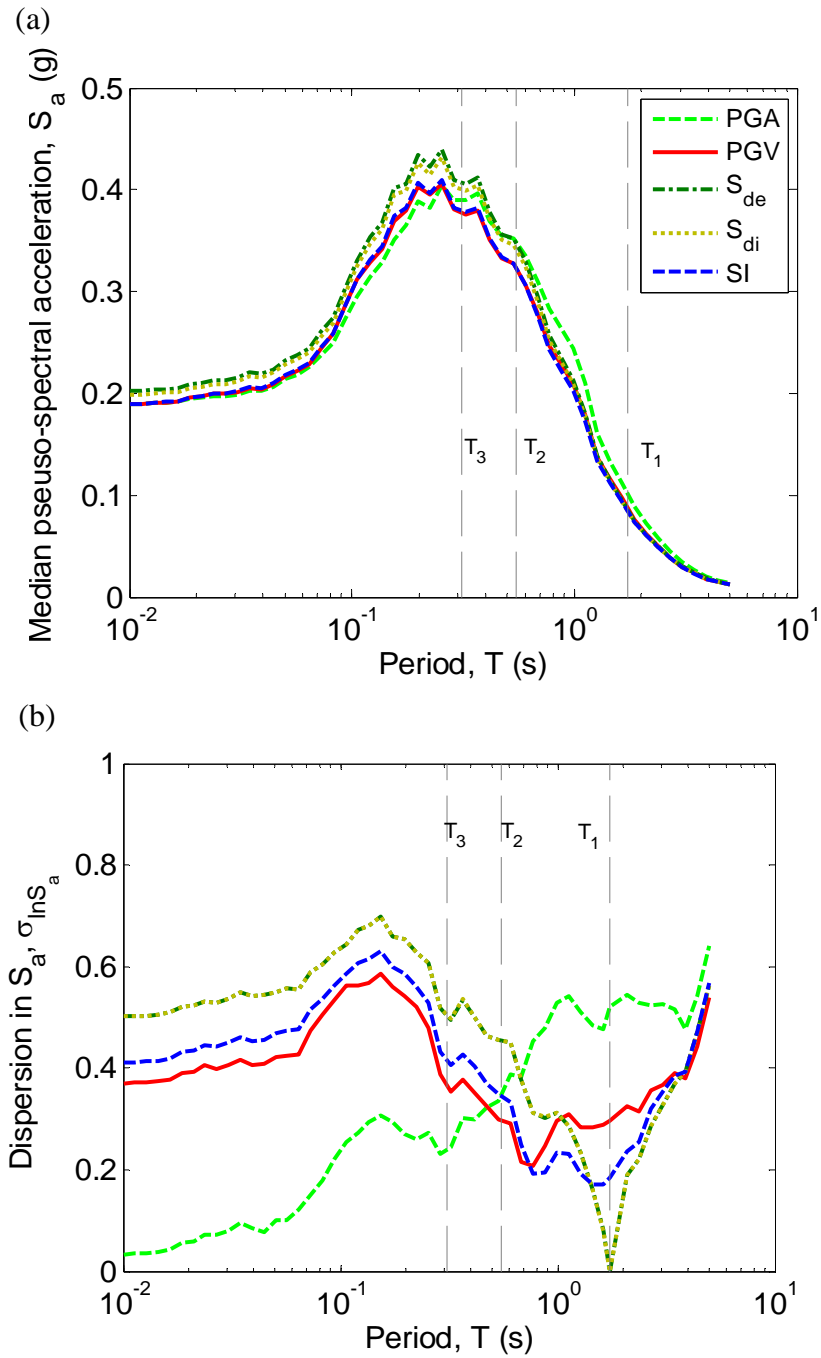 (a)
Median pseuso-spectral acceleration, S_a (g)
0.5
0.4
0.3
0.2
0.1
0
PGA
PGV
S_de
S_di
SI
T_3
T_2
T_1
10^-2
10^-1
10^0
10^1
Period, T (s)
(b)
Dispersion in S_a, σ_lnS_a
1
0.8
0.6
0.4
0.2
0
T_3
T_2
T_1
10^-2
10^-1
10^0
10^1
Period, T (s)